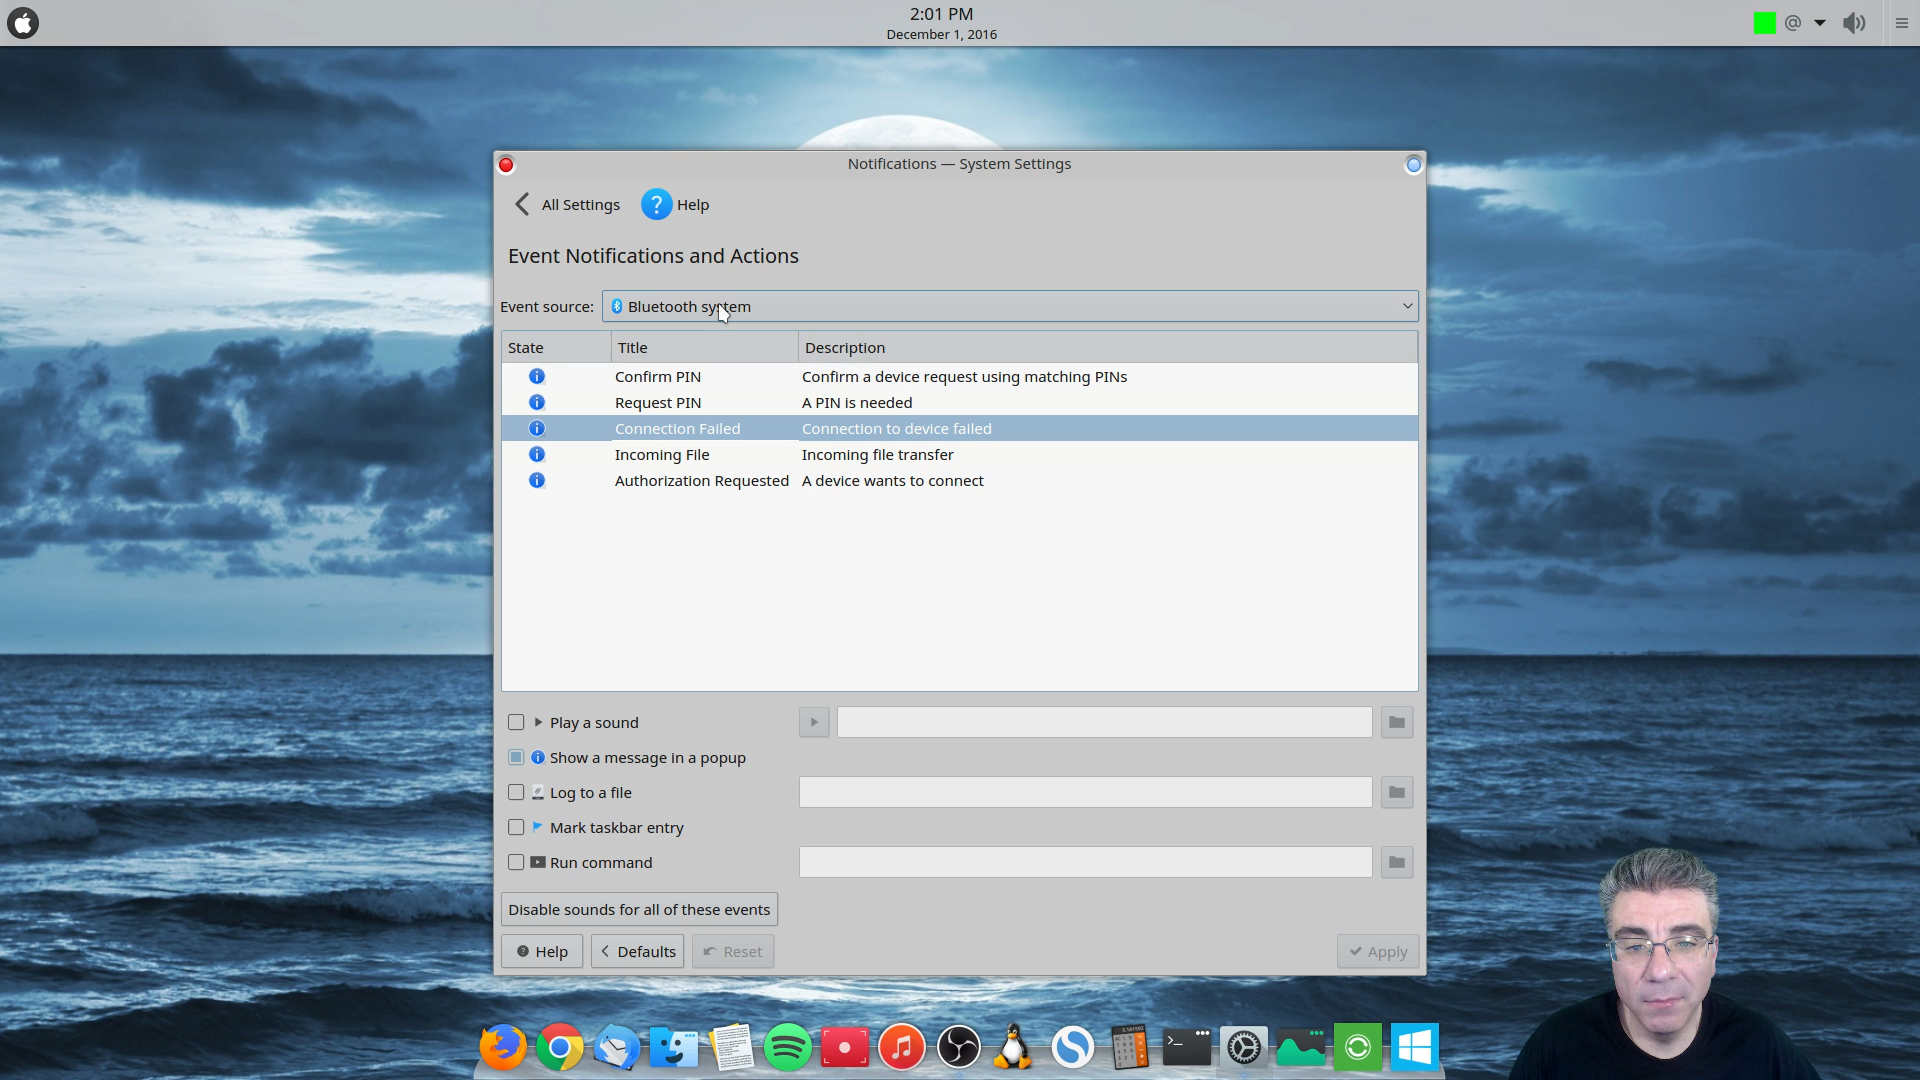 2:01 PM
December 1, 2016
Notifications — System Settings
All Settings
? Help
Event Notifications and Actions
Event source: Bluetooth system
State Title Description
Confirm PIN Confirm a device request using matching PINs
Request PIN A PIN is needed
Connection Failed Connection to device failed
Incoming File Incoming file transfer
Authorization Requested A device wants to connect
Play a sound
Show a message in a popup
Log to a file
Mark taskbar entry
Run command
Disable sounds for all of these events
Help Defaults Reset Apply